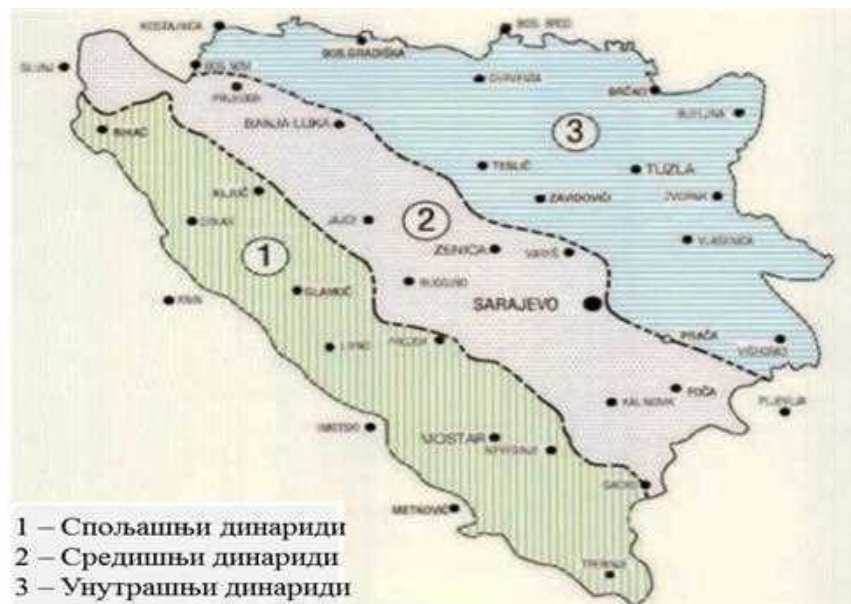 KOSTAJNICA
BOS. BROD
BOS.GRADIŠKA
SLUNJ
BOS. NOVI
DERVENTA
PRIJEDOR
BRČKO
BIJELJINA
BANJA LUKA
BIHAĆ
3
TESLIĆ
TUZLA
KLJUČ
ZAVIDOVIĆI
ZVORNIK
DRVAR
JAJCE
2
VLASENICA
ZENICA
VAREŠ
1
BUGOJNO
KNIN
GLAMOČ
SARAJEVO
PRAČA
LIVNO
VIŠEGRAD
FOČA
KALINOVIK
PLJEVLJA
IMOTSKI
MOSTAR
NEVESINJE
GACKO
METKOVIĆ
TREBINJE
1 – Спољашњи динариди
2 – Средишњи динариди
3 – Унутрашњи динариди